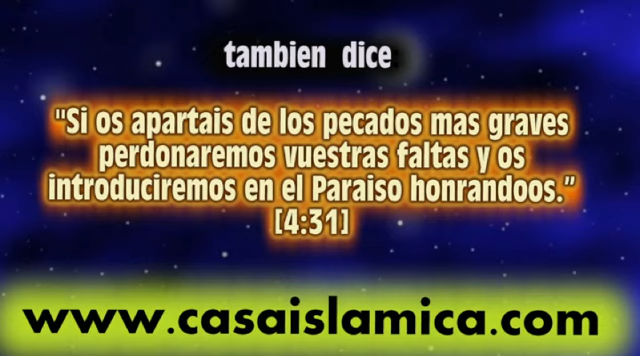 tambien dice
"Si os apartais de los pecados mas graves
perdonaremos vuestras faltas y os
introduciremos en el Paraiso honrandoos.”
[4:31]
www.casaislamica.com